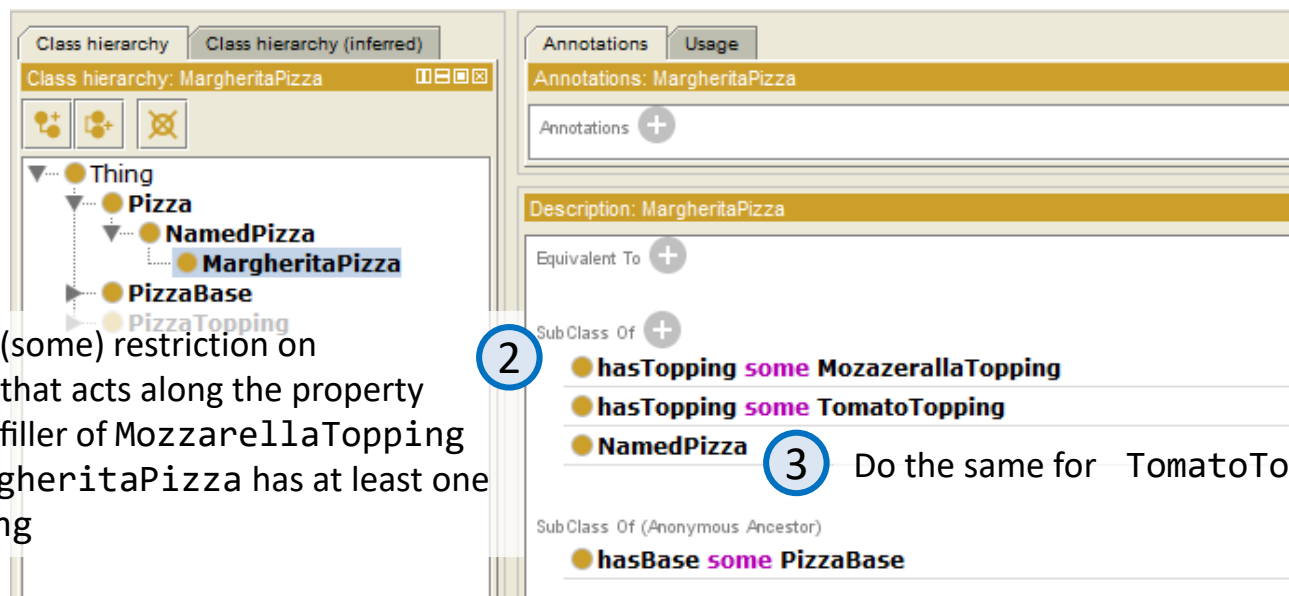 Class hierarchy Class hierarchy (inferred)
Class hierarchy: MargheritaPizza
Thing
Pizza
NamedPizza
MargheritaPizza
PizzaBase
PizzaTopping
(some) restriction on
that acts along the property
filler of MozzarellaTopping
gheritaPizza has at least one
ng
Annotations Usage
Annotations: MargheritaPizza
Annotations
Description: MargheritaPizza
Equivalent To
SubClass Of
2
hasTopping some MozazerallaTopping
hasTopping some TomatoTopping
NamedPizza
3 Do the same for TomatoTo
SubClass Of (Anonymous Ancestor)
hasBase some PizzaBase